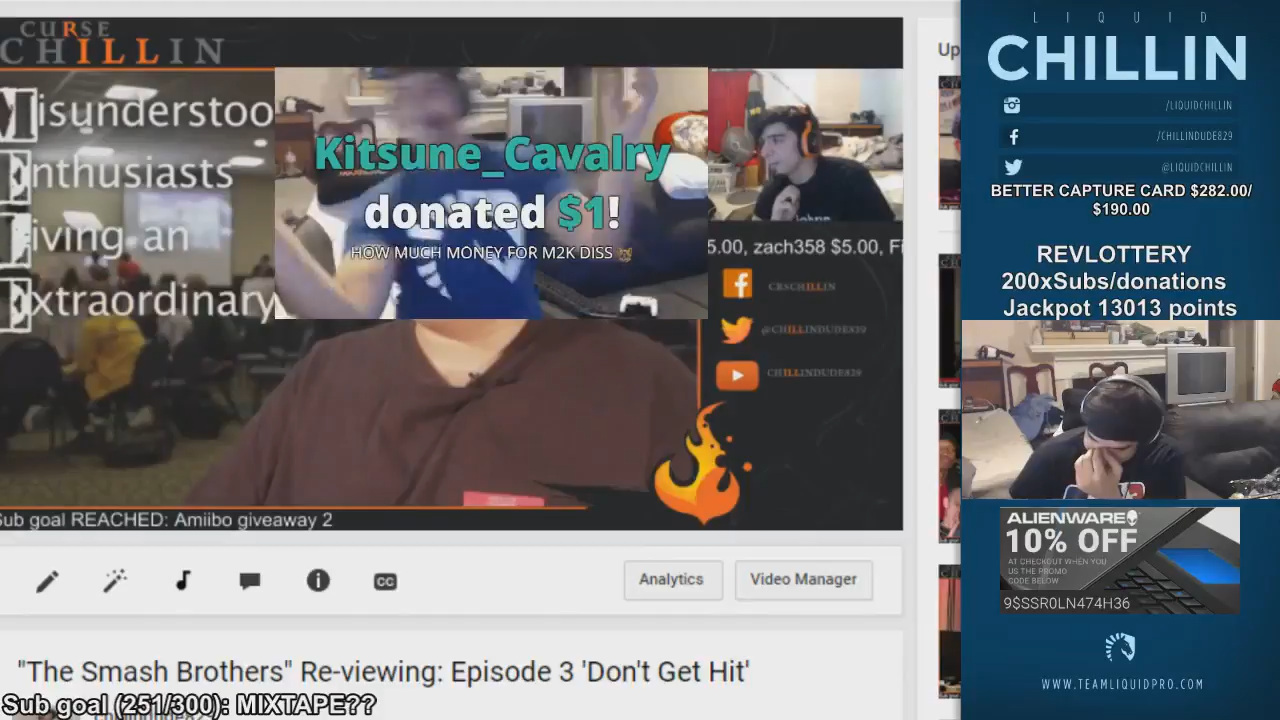 CURSE
CHILLIN
Misunderstoo
Enthusiasts
Living an
Extraordinary
Kitsune_Cavalry
donated $1!
HOW MUCH MONEY FOR M2K DISS
5.00, zach358 $5.00, Fi
CRSCHILLIN
@CHILLINDUDE839
CHILLINDUDE829
Sub goal REACHED: Amiibo giveaway 2
CC
Analytics
Video Manager
"The Smash Brothers" Re-viewing: Episode 3 'Don't Get Hit'
Sub goal (251/300): MIXTAPE??
Up
LIQUID
CHILLIN
/LIQUIDCHILLIN
/CHILLINDUDE829
@LIQUIDCHILLIN
BETTER CAPTURE CARD $282.00/
$190.00
REVLOTTERY
200xSubs/donations
Jackpot 13013 points
ALIENWARE
10% OFF
AT CHECKOUT WHEN YOU
US THE PROMO
CODE BELOW
9$SSR0LN474H36
WWW.TEAMLIQUIDPRO.COM